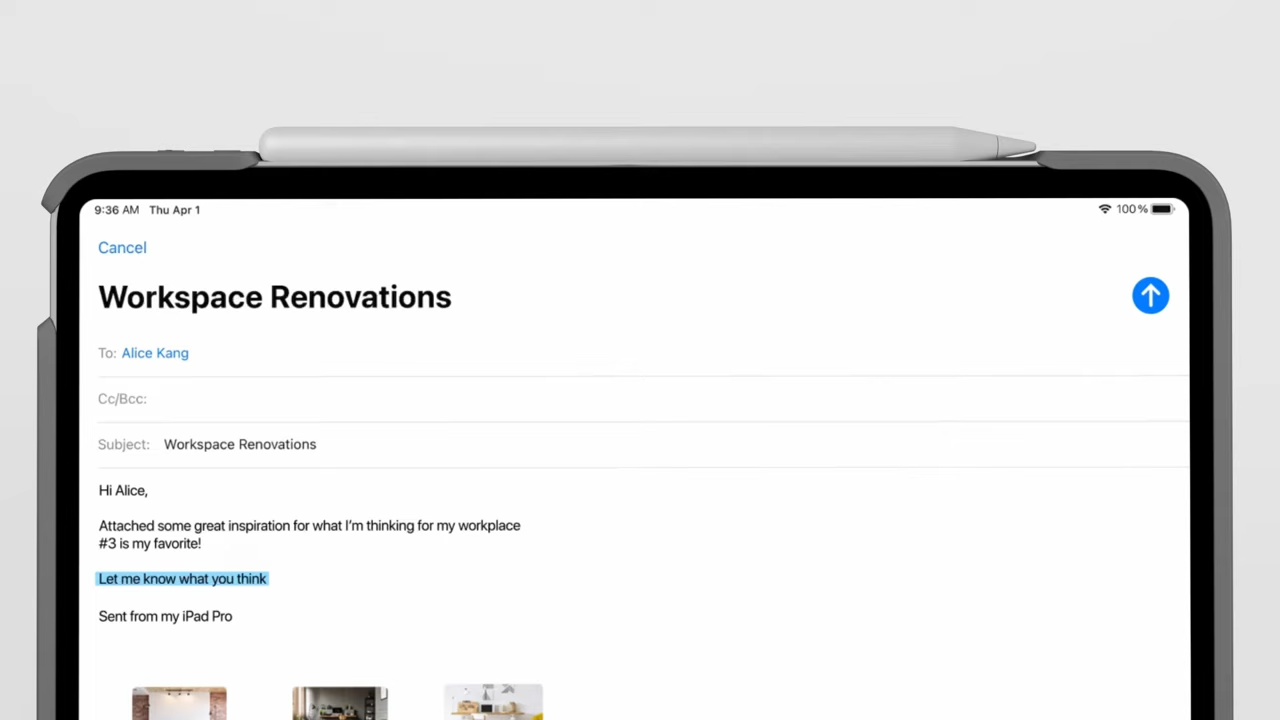 9:36 AM Thu Apr 1
100%
Cancel
Workspace Renovations
To: Alice Kang
Cc/Bcc:
Subject: Workspace Renovations
Hi Alice,
Attached some great inspiration for what I'm thinking for my workplace
#3 is my favorite!
Let me know what you think
Sent from my iPad Pro